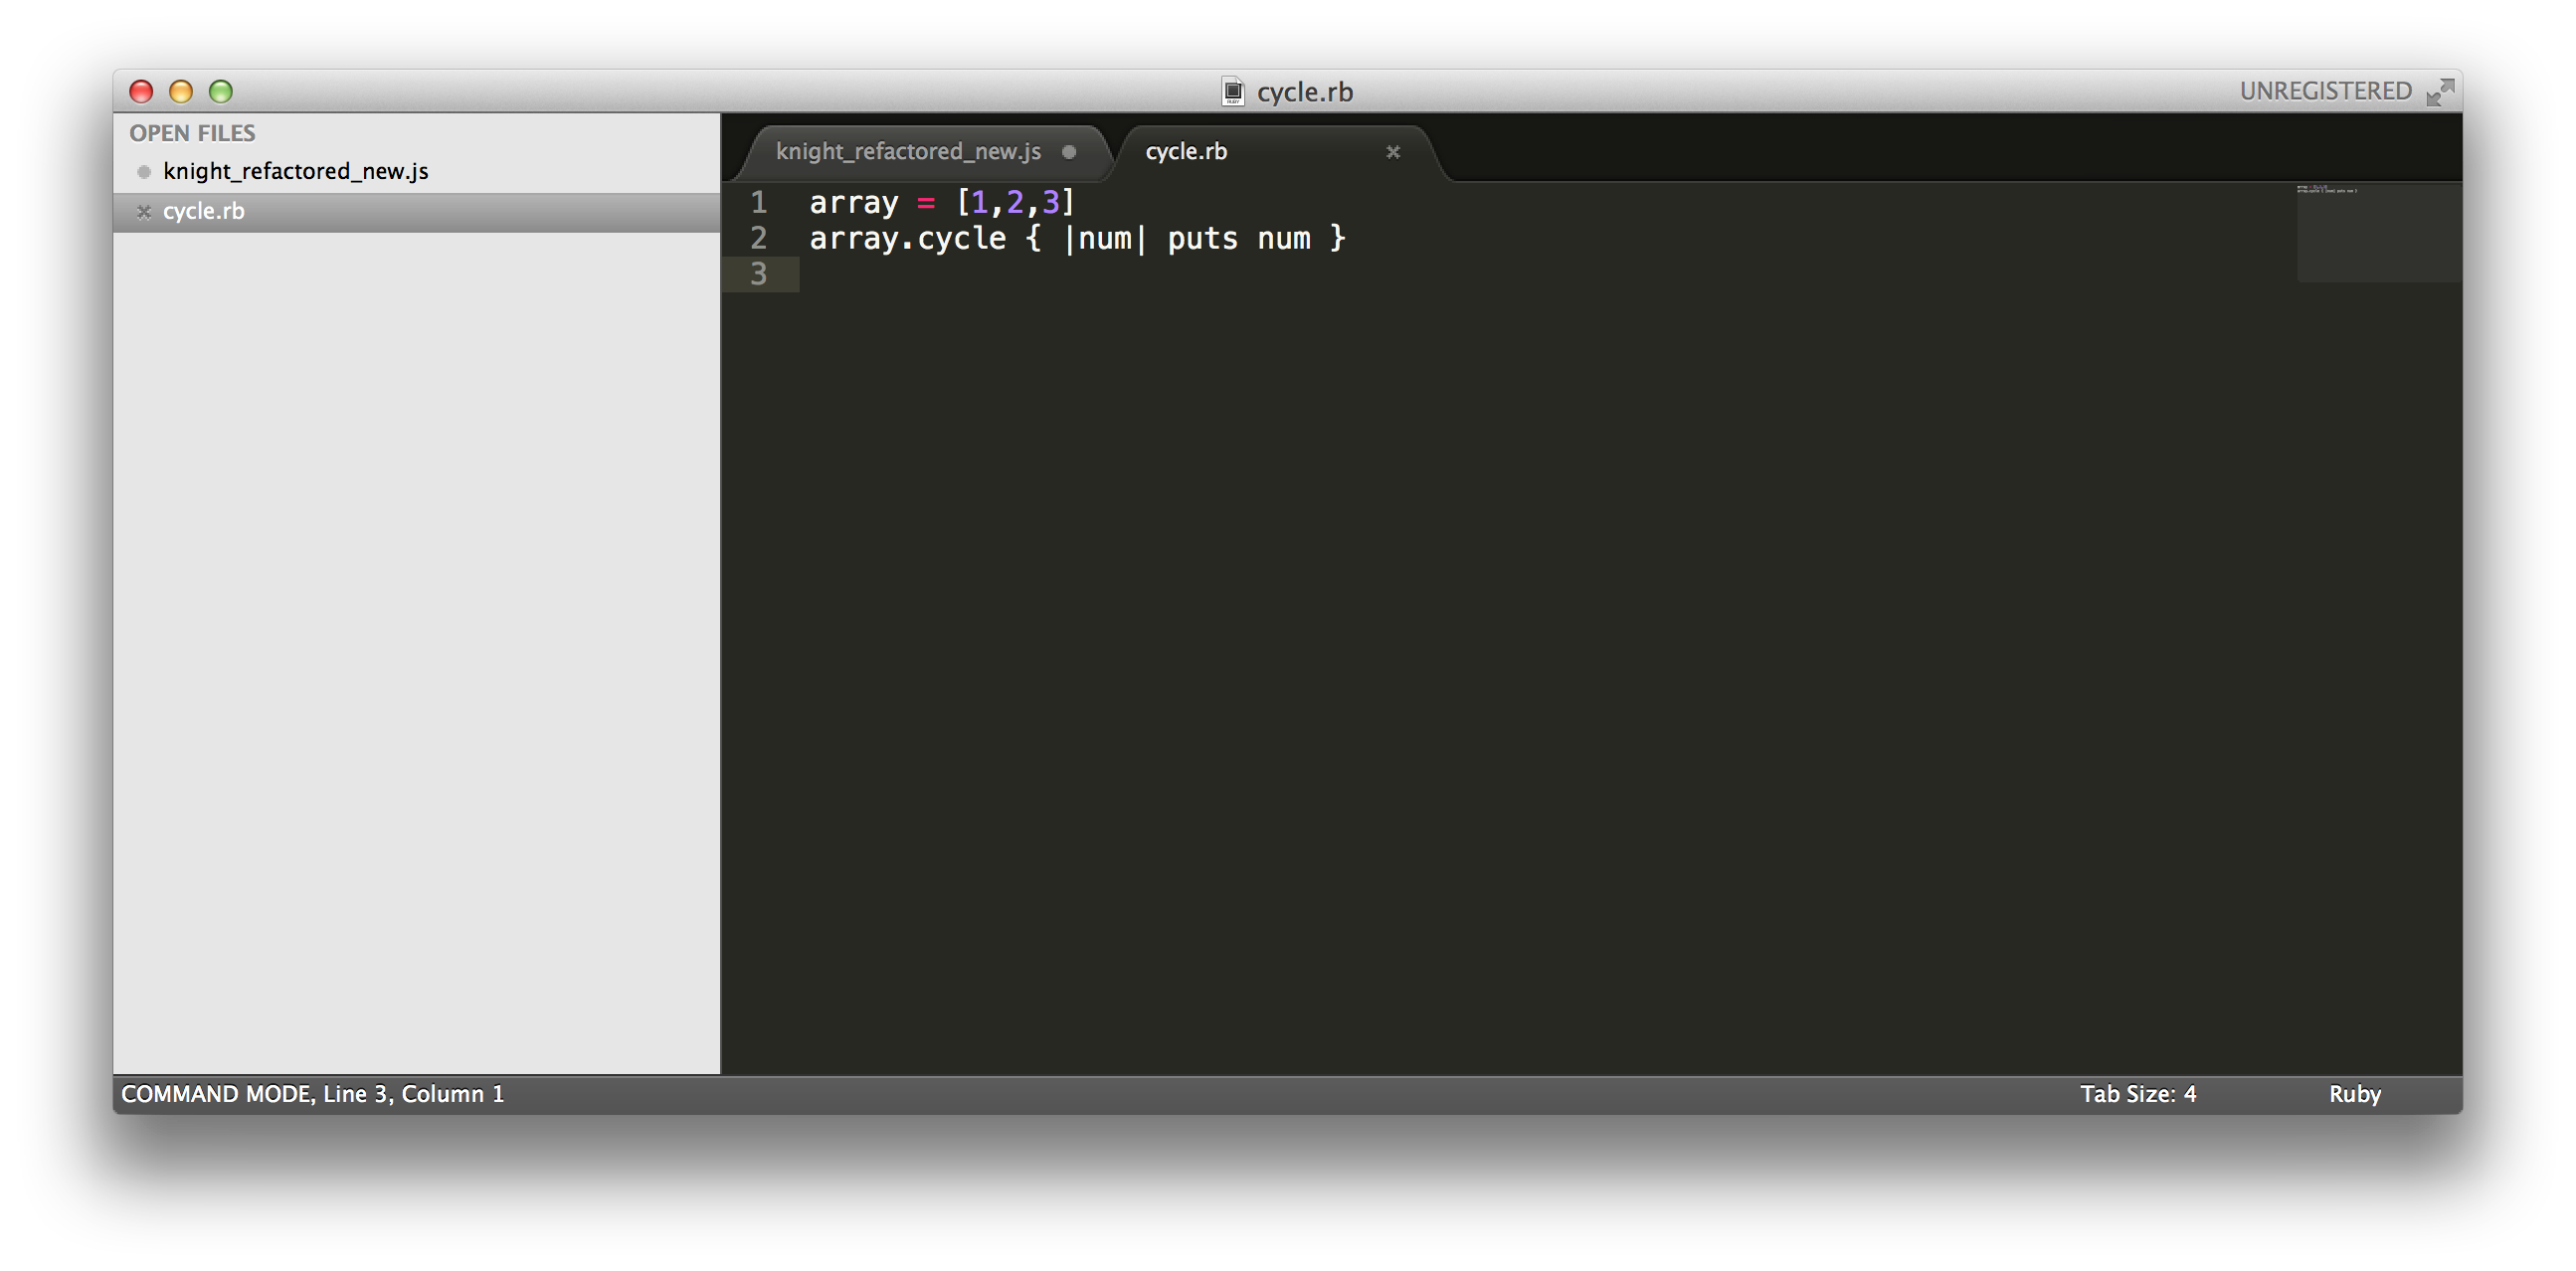 cycle.rb
UNREGISTERED
OPEN FILES
knight_refactored_new.js
cycle.rb
knight_refactored_new.js
cycle.rb
1 array = [1,2,3]
2 array.cycle { |num| puts num }
3
COMMAND MODE, Line 3, Column 1
Tab Size: 4
Ruby